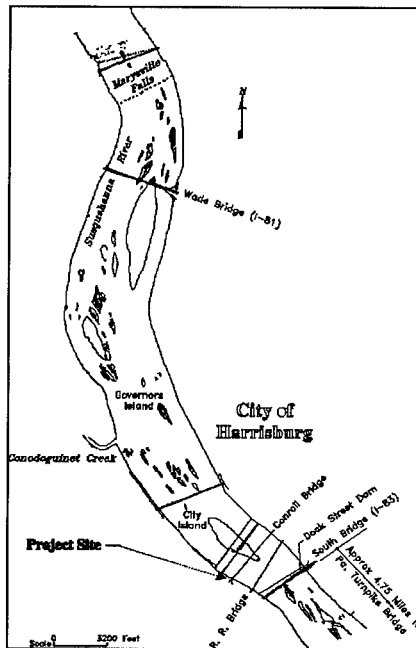 Marysville
Falls
N
River
Susquehanna
Wade Bridge (I-81)
Governors
Island
City of
Harrisburg
Conodoguinet Creek
City
Island
Conrail Bridge
Dock Street Dam
South Bridge (I-83)
Project Site
Approx 4.75 Miles
Pa. Turnpike Bridge
R. R. Bridge
Scale 0 3200 Feet